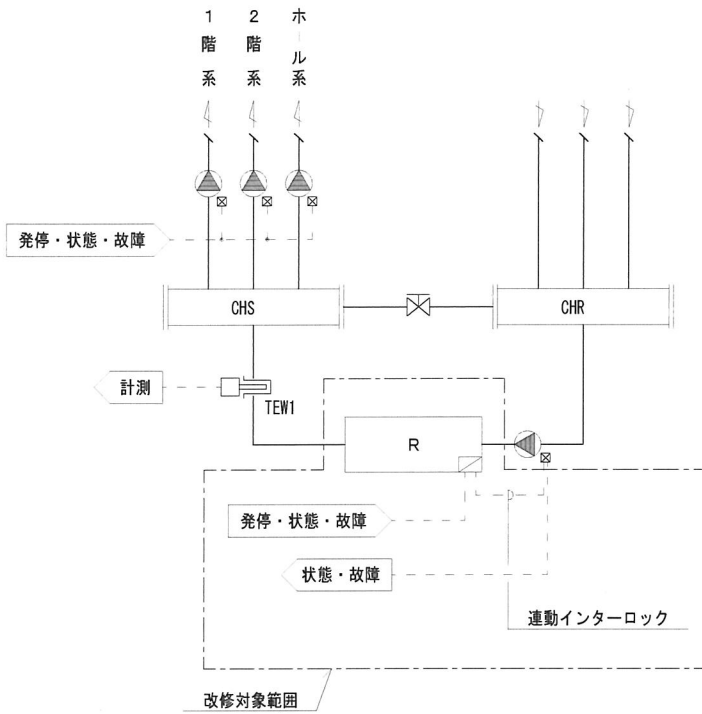 1階系
2階系
ホール系
発停・状態・故障
CHS
CHR
計測
TEW1
R
発停・状態・故障
状態・故障
連動インターロック
改修対象範囲